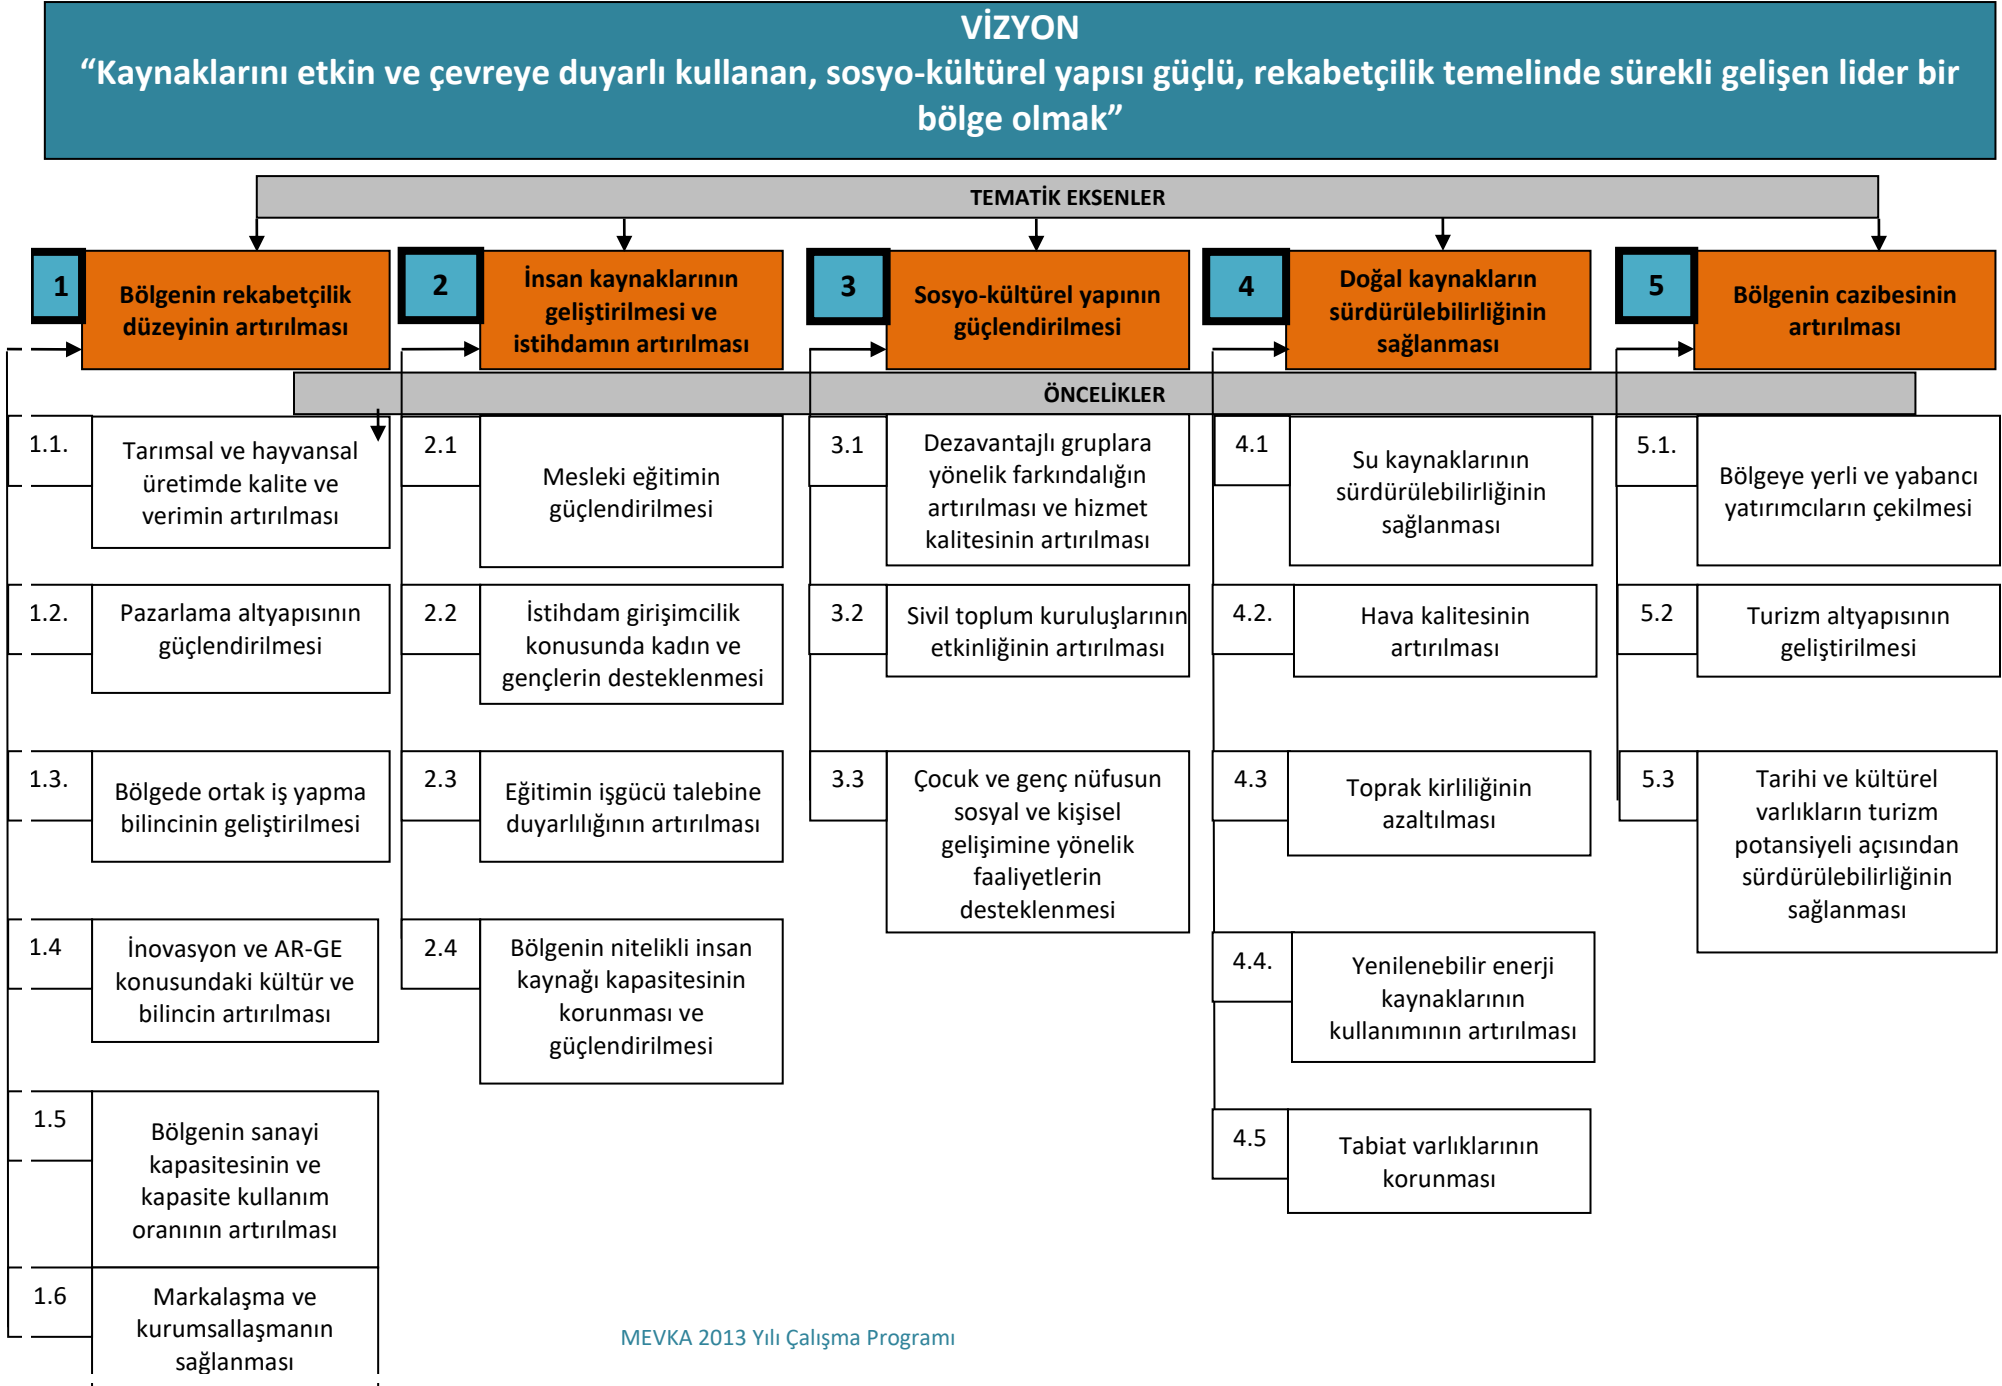 VİZYON
“Kaynaklarını etkin ve çevreye duyarlı kullanan, sosyo-kültürel yapısı güçlü, rekabetçilik temelinde sürekli gelişen lider bir
bölge olmak”
TEMATİK EKSENLER
1
Bölgenin rekabetçilik
düzeyinin artırılması
2
İnsan kaynaklarının
geliştirilmesi ve
istihdamın artırılması
3
Sosyo-kültürel yapının
güçlendirilmesi
4
Doğal kaynakların
sürdürülebilirliğinin
sağlanması
5
Bölgenin cazibesinin
artırılması
ÖNCELİKLER
1.1.
Tarımsal ve hayvansal
üretimde kalite ve
verimin artırılması
2.1
Mesleki eğitimin
güçlendirilmesi
3.1
Dezavantajlı gruplara
yönelik farkındalığın
artırılması ve hizmet
kalitesinin artırılması
4.1
Su kaynaklarının
sürdürülebilirliğinin
sağlanması
5.1.
Bölgeye yerli ve yabancı
yatırımcıların çekilmesi
1.2.
Pazarlama altyapısının
güçlendirilmesi
2.2
İstihdam girişimcilik
konusunda kadın ve
gençlerin desteklenmesi
3.2
Sivil toplum kuruluşlarının
etkinliğinin artırılması
4.2.
Hava kalitesinin
artırılması
5.2
Turizm altyapısının
geliştirilmesi
1.3.
Bölgede ortak iş yapma
bilincinin geliştirilmesi
2.3
Eğitimin işgücü talebine
duyarlılığının artırılması
3.3
Çocuk ve genç nüfusun
sosyal ve kişisel
gelişimine yönelik
faaliyetlerin
desteklenmesi
4.3
Toprak kirliliğinin
azaltılması
5.3
Tarihi ve kültürel
varlıkların turizm
potansiyeli açısından
sürdürülebilirliğinin
sağlanması
1.4
İnovasyon ve AR-GE
konusundaki kültür ve
bilincin artırılması
2.4
Bölgenin nitelikli insan
kaynağı kapasitesinin
korunması ve
güçlendirilmesi
4.4.
Yenilenebilir enerji
kaynaklarının
kullanımının artırılması
1.5
Bölgenin sanayi
kapasitesinin ve
kapasite kullanım
oranının artırılması
4.5
Tabiat varlıklarının
korunması
1.6
Markalaşma ve
kurumsallaşmanın
sağlanması
MEVKA 2013 Yılı Çalışma Programı